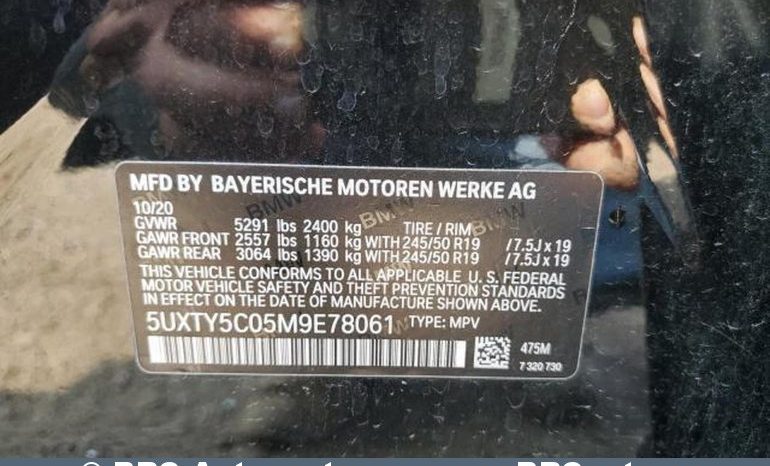 MFD BY BAYERISCHE MOTOREN WERKE AG
10/20
GVWR 5291 lbs 2400 kg TIRE / RIM
GAWR FRONT 2557 lbs 1160 kg WITH 245/50 R19 /7.5J x 19
GAWR REAR 3064 lbs 1390 kg WITH 245/50 R19 /7.5J x 19
THIS VEHICLE CONFORMS TO ALL APPLICABLE U.S. FEDERAL
MOTOR VEHICLE SAFETY AND THEFT PREVENTION STANDARDS
IN EFFECT ON THE DATE OF MANUFACTURE SHOWN ABOVE.
5UXTY5C05M9E78061 TYPE: MPV
475M
7 320 730
BMW BMW BMW